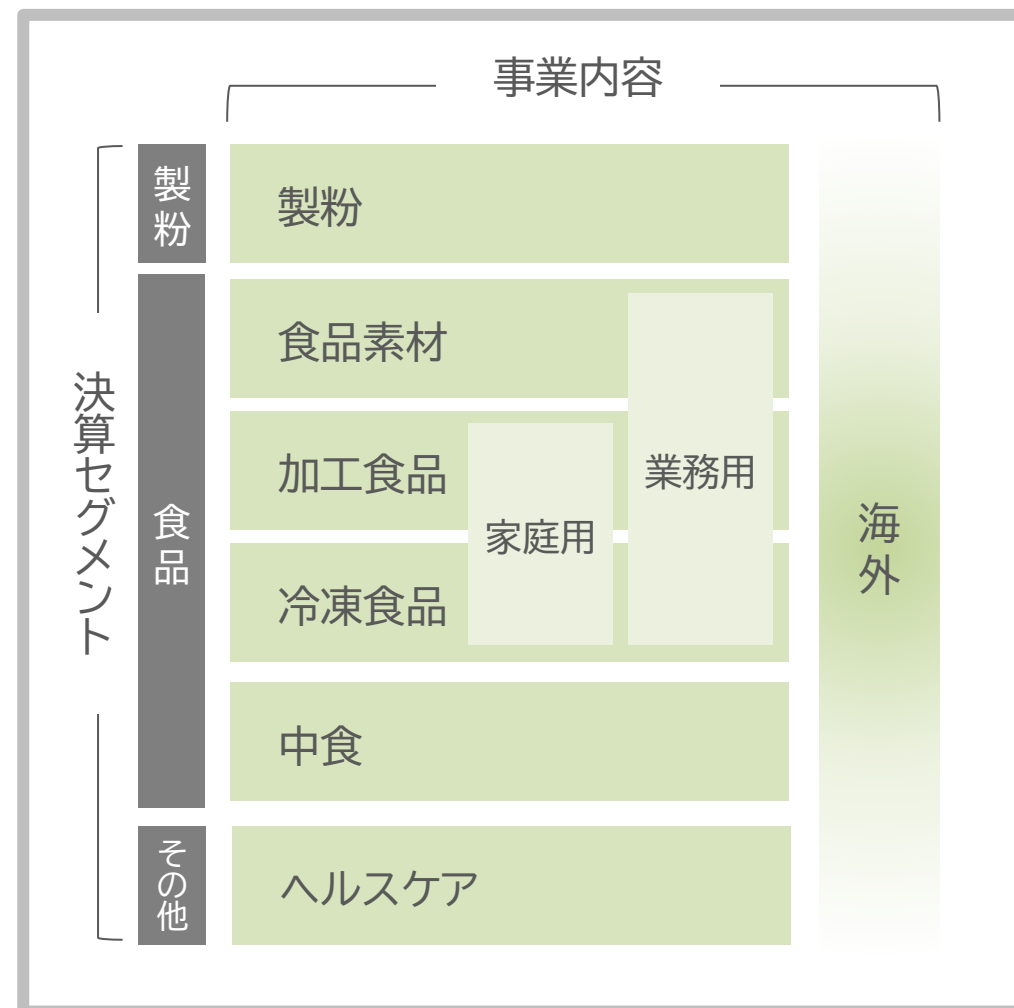 事業内容
決算セグメント
製粉
製粉
食品
食品素材
加工食品
冷凍食品
家庭用
業務用
中食
その他
ヘルスケア
海外